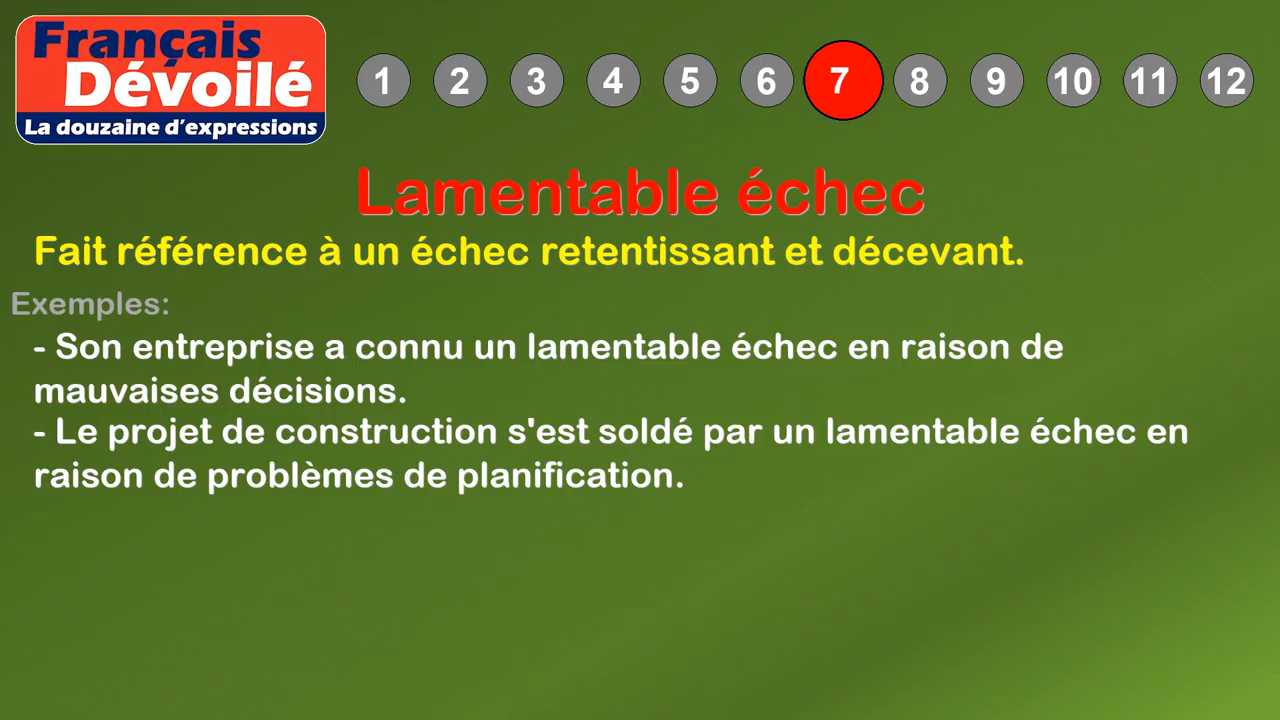 Français
Dévoilé
La douzaine d'expressions
1 2 3 4 5 6 7 8 9 10 11 12
Lamentable échec
Fait référence à un échec retentissant et décevant.
Exemples:
- Son entreprise a connu un lamentable échec en raison de
mauvaises décisions.
- Le projet de construction s'est soldé par un lamentable échec en
raison de problèmes de planification.